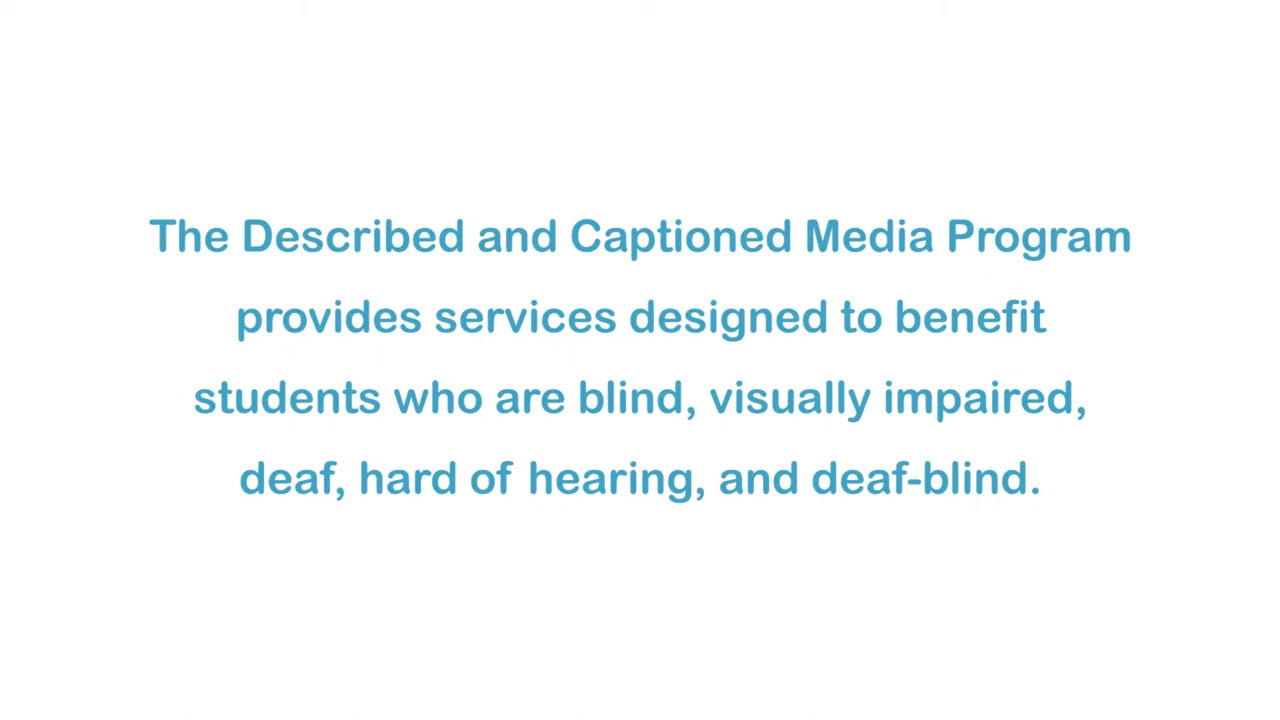 The Described and Captioned Media Program
provides services designed to benefit
students who are blind, visually impaired,
deaf, hard of hearing, and deaf-blind.